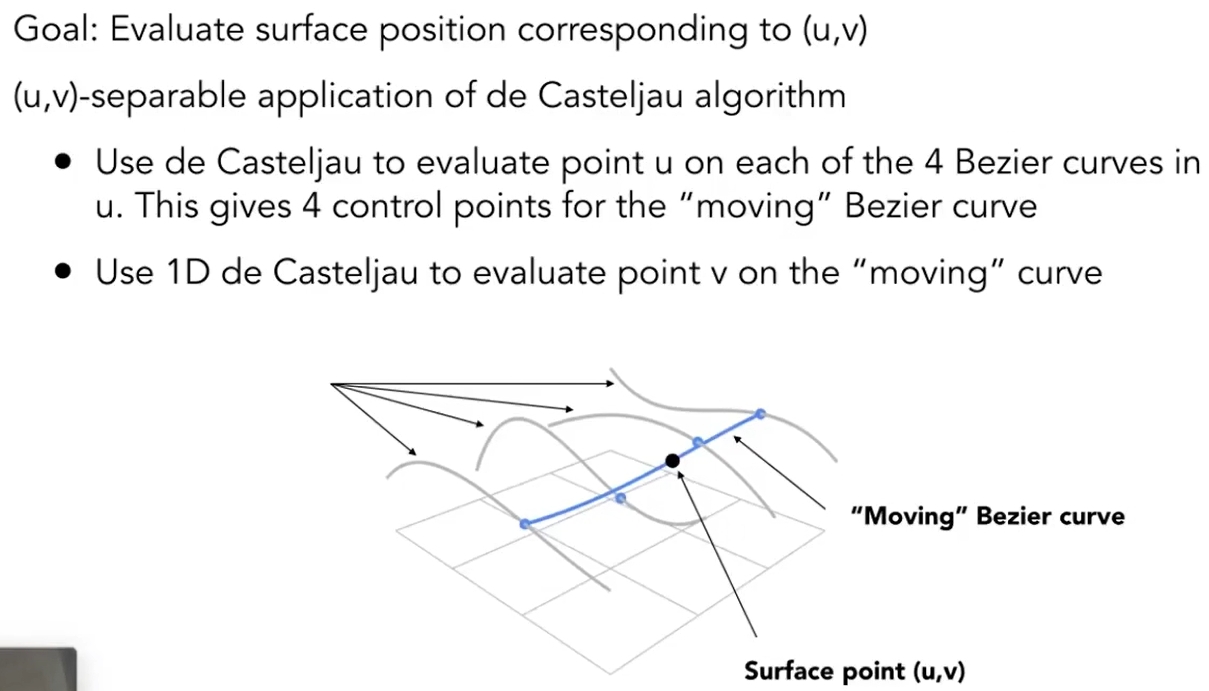 Goal: Evaluate surface position corresponding to (u,v)
(u,v)-separable application of de Casteljau algorithm
• Use de Casteljau to evaluate point u on each of the 4 Bezier curves in
u. This gives 4 control points for the “moving” Bezier curve
• Use 1D de Casteljau to evaluate point v on the “moving” curve
“Moving” Bezier curve
Surface point (u,v)